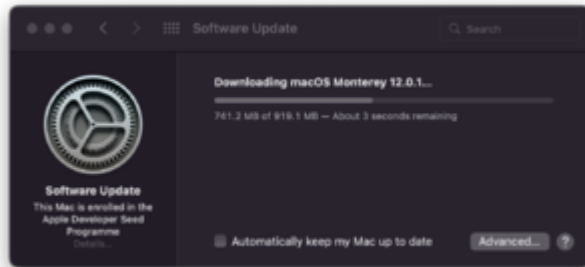 Software Update
Search
Downloading macOS Monterey 12.0.1...
741.2 MB of 919.1 MB — About 3 seconds remaining
Software Update
This Mac is enrolled in the
Apple Developer Seed
Programme
Details...
Automatically keep my Mac up to date
Advanced...
?